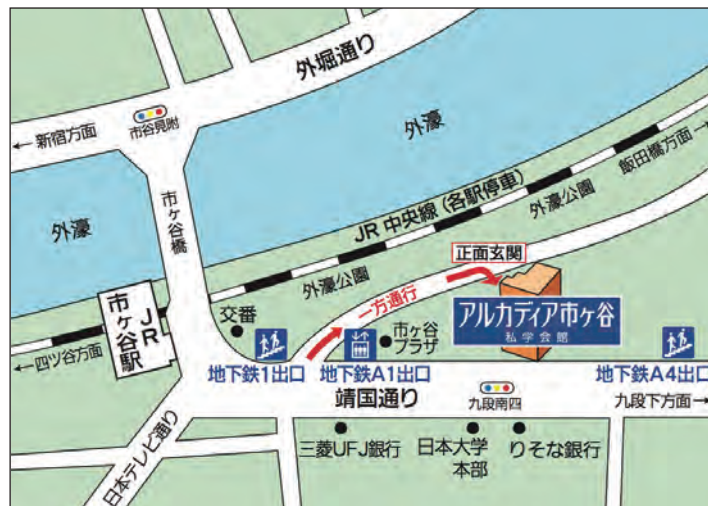 外堀通り
←新宿方面
市谷見附
外濠
飯田橋方面→
外濠
市ヶ谷橋
JR中央線(各駅停車)
外濠公園
正面玄関
外濠公園
一方通行
アルカディア市ヶ谷
私学会館
JR
市ヶ谷駅
交番
市ヶ谷
プラザ
←四ツ谷方面
地下鉄1出口
地下鉄A1出口
地下鉄A4出口
靖国通り
九段南四
九段下方面→
日本テレビ通り
三菱UFJ銀行
日本大学
本部
りそな銀行